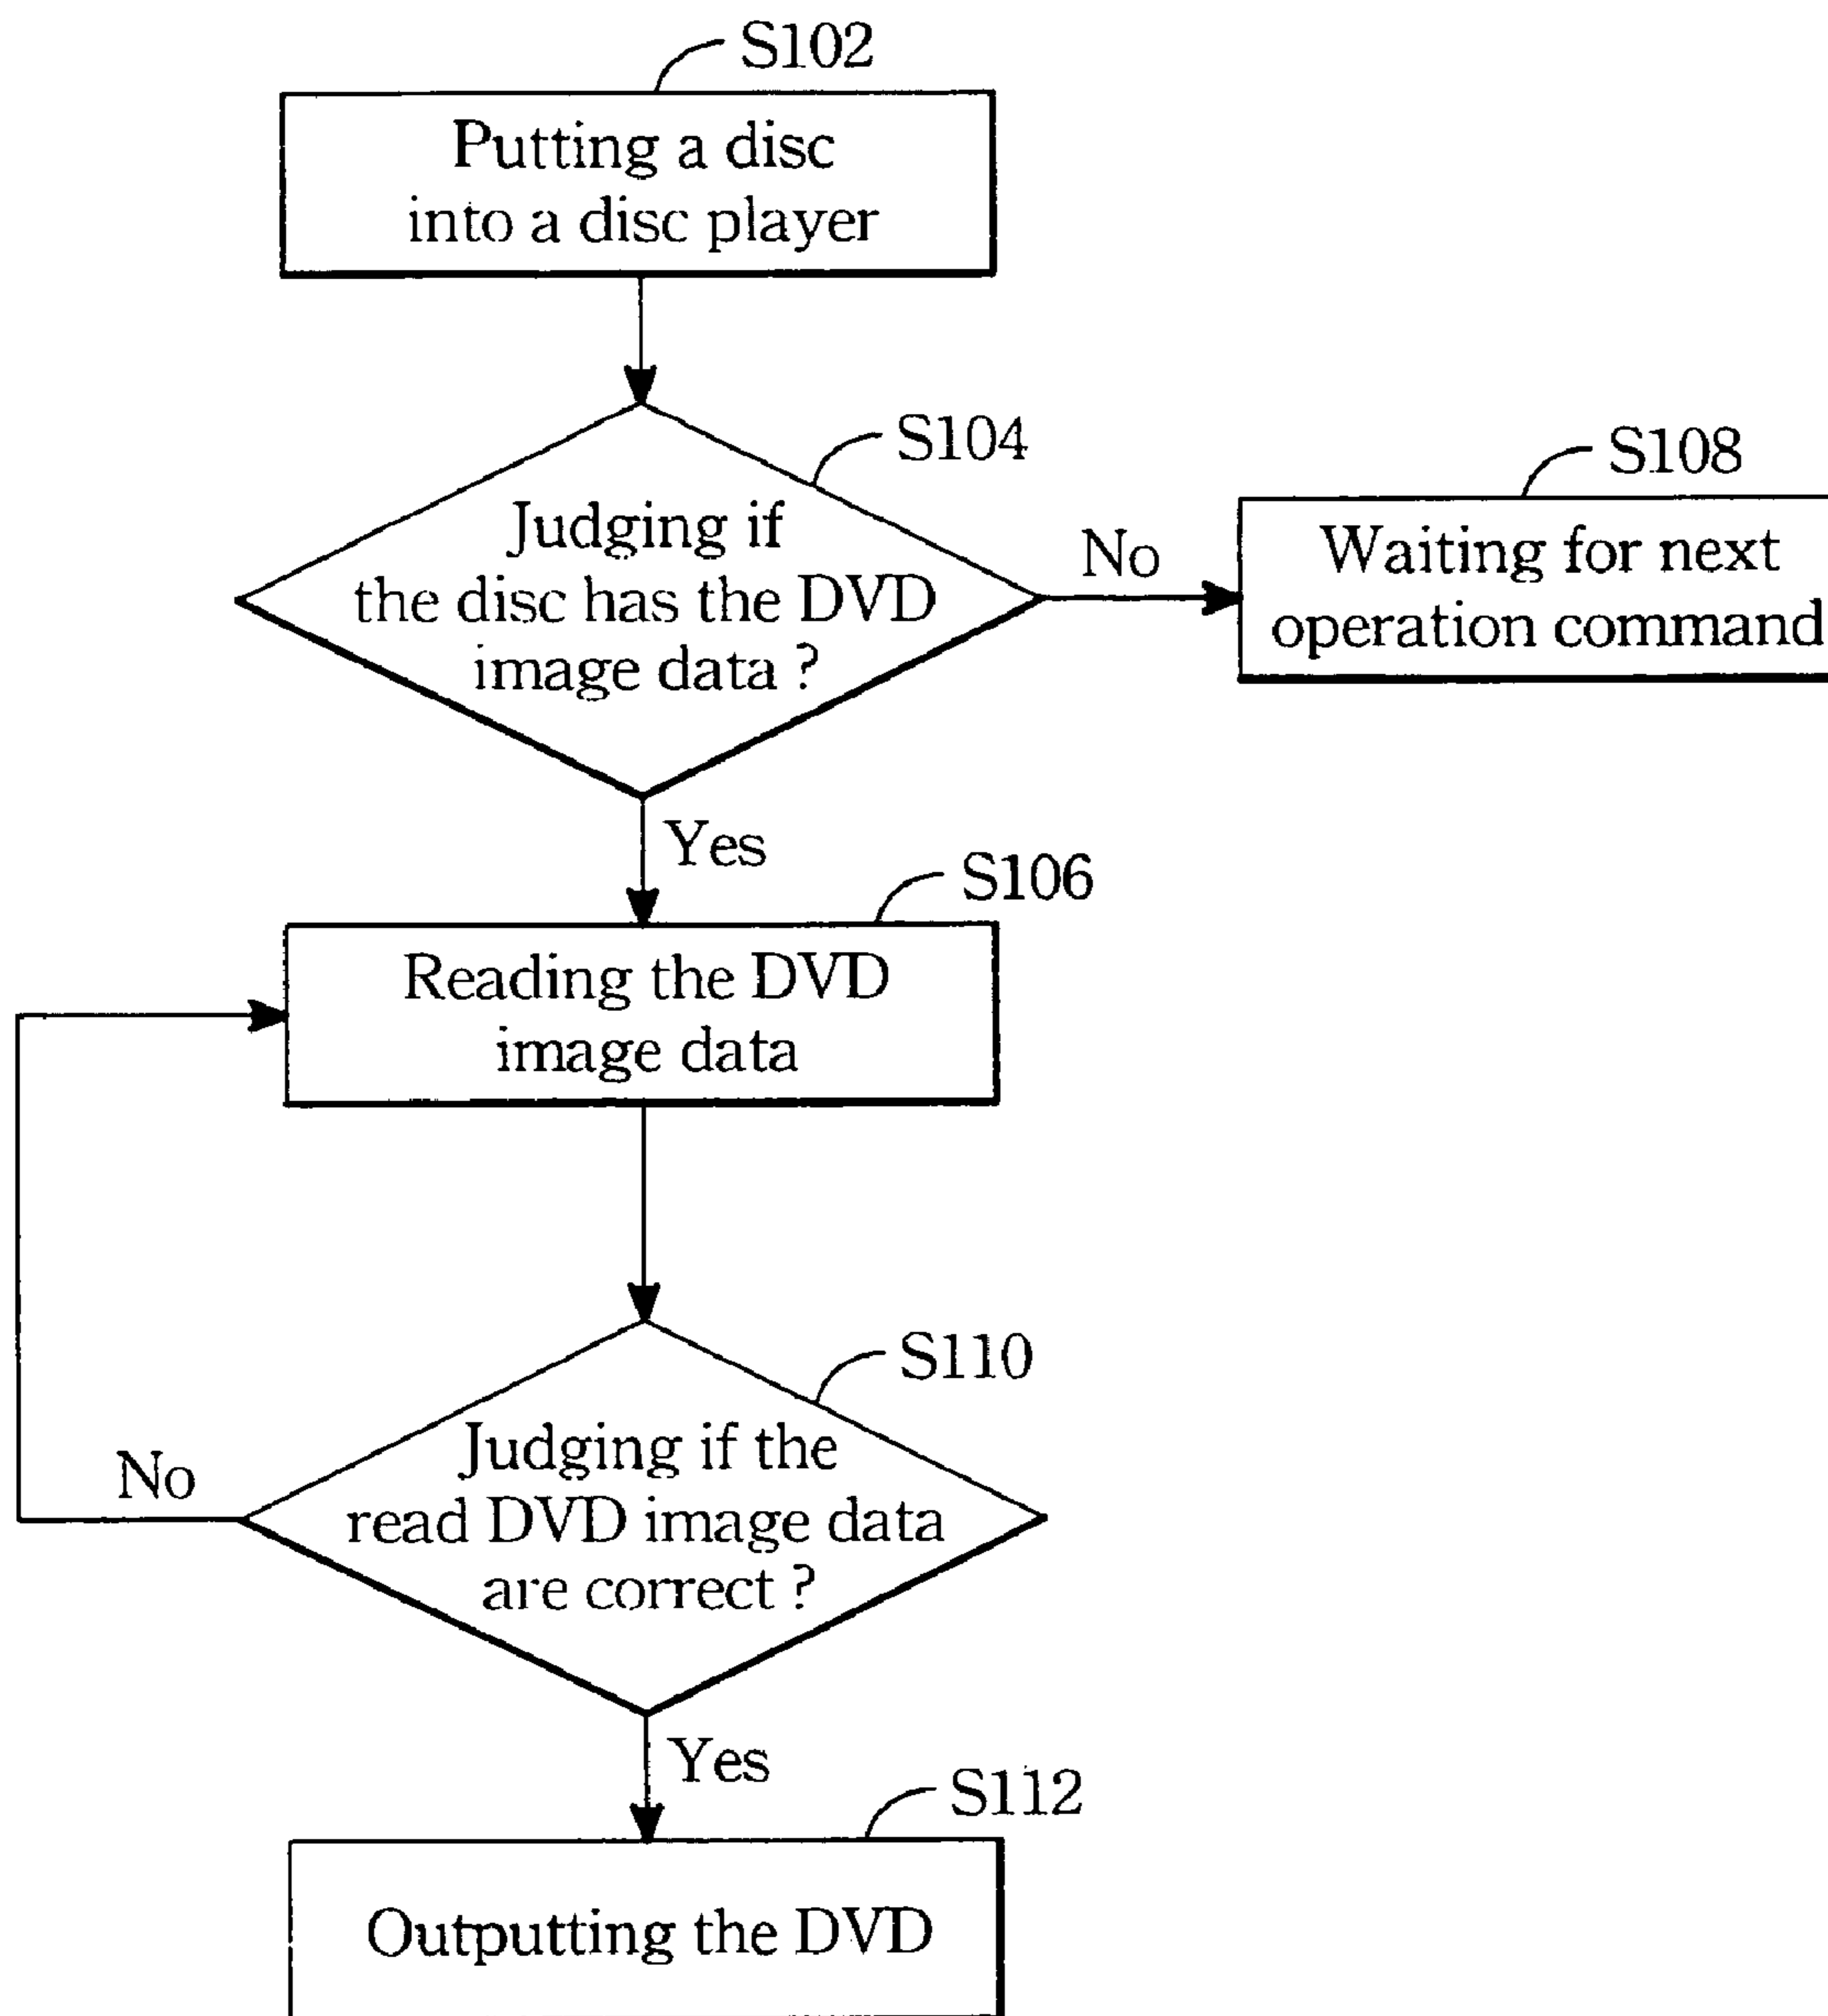 S102
Putting a disc
into a disc player
S104
Judging if
the disc has the DVD
image data ?
No
S108
Waiting for next
operation command
Yes
S106
Reading the DVD
image data
S110
Judging if the
read DVD image data
are correct ?
No
Yes
S112
Outputting the DVD